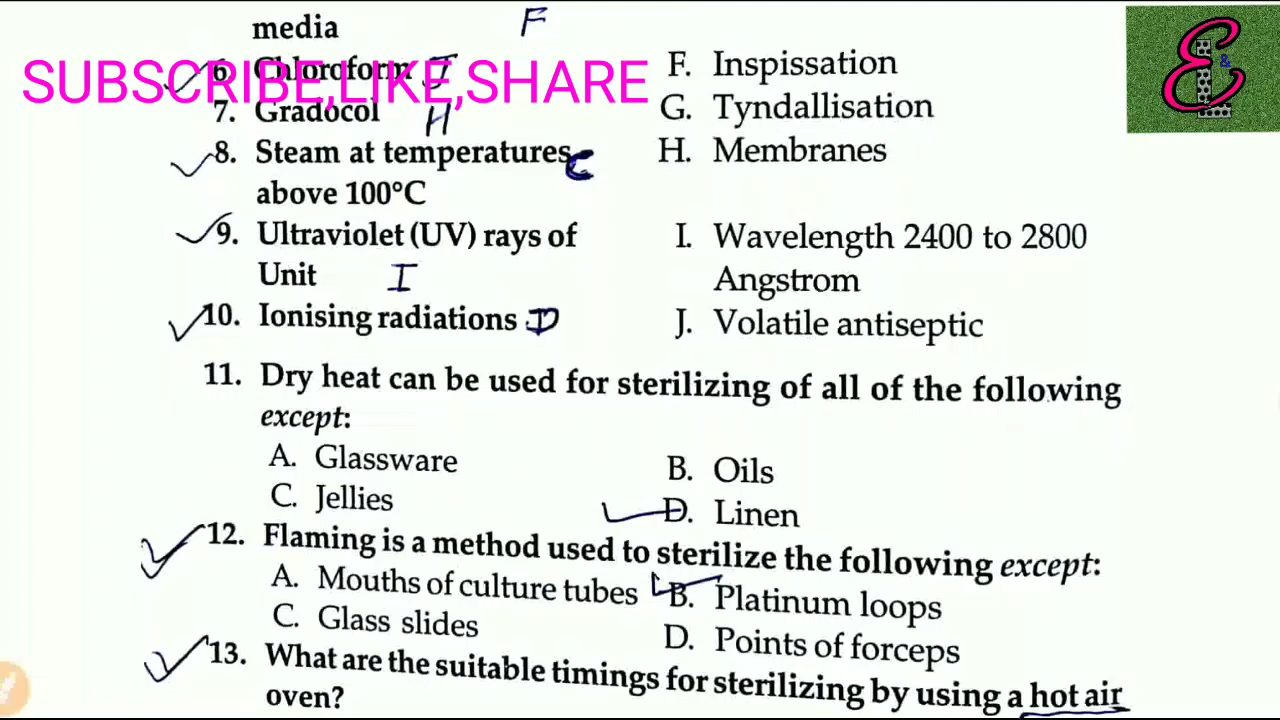 media F
6. Chloroform J F. Inspissation
SUBSCRIBE,LIKE,SHARE
7. Gradocol H G. Tyndallisation
8. Steam at temperatures C H. Membranes
above 100°C
9. Ultraviolet (UV) rays of I. Wavelength 2400 to 2800
Unit I Angstrom
10. Ionising radiations D J. Volatile antiseptic
11. Dry heat can be used for sterilizing of all of the following
except:
A. Glassware B. Oils
C. Jellies D. Linen
12. Flaming is a method used to sterilize the following except:
A. Mouths of culture tubes B. Platinum loops
C. Glass slides D. Points of forceps
13. What are the suitable timings for sterilizing by using a hot air
oven?
E & L